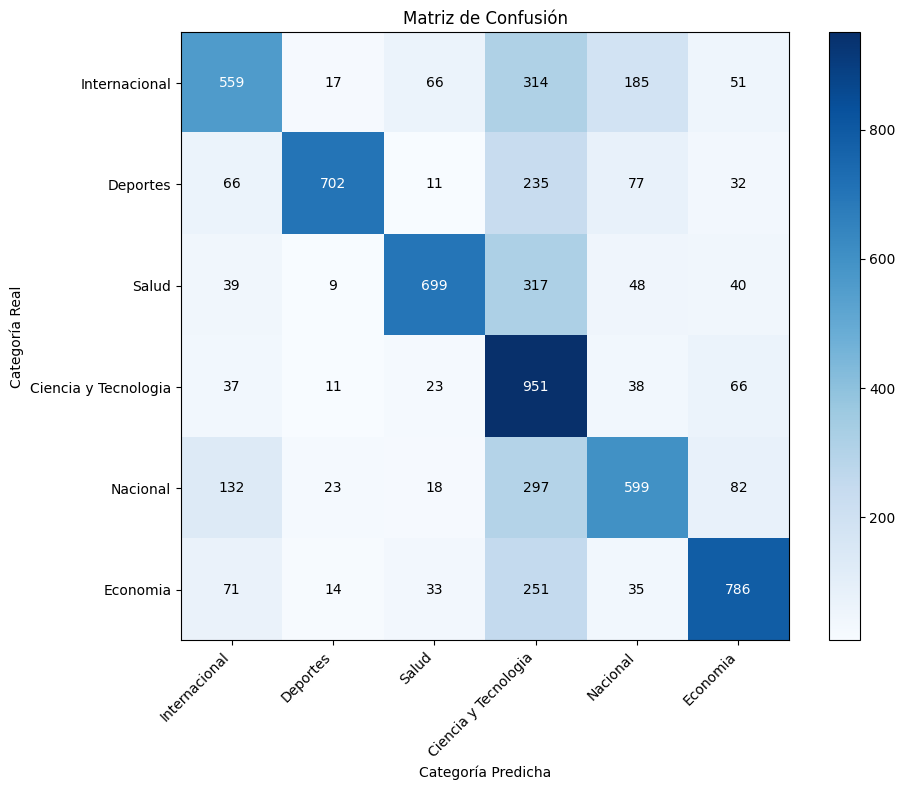 Matriz de Confusión
Categoría Real
Internacional 559 17 66 314 185 51
Deportes 66 702 11 235 77 32
Salud 39 9 699 317 48 40
Ciencia y Tecnologia 37 11 23 951 38 66
Nacional 132 23 18 297 599 82
Economia 71 14 33 251 35 786
Internacional Deportes Salud Ciencia y Tecnologia Nacional Economia
Categoría Predicha
800
600
400
200